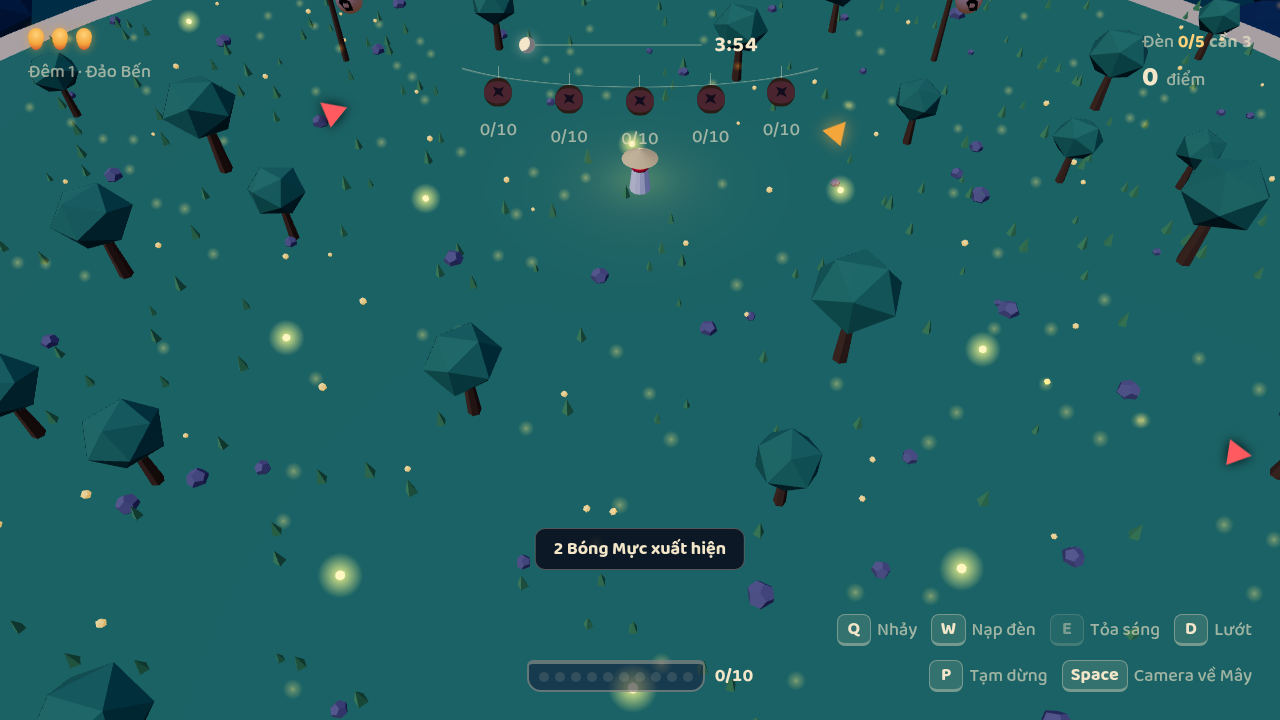 Đêm 1 · Đảo Bến
3:54
Đèn 0/5 cần 3
0 điểm
0/10
0/10
0/10
0/10
0/10
2 Bóng Mực xuất hiện
Q Nhảy W Nạp đèn E Tỏa sáng D Lướt
P Tạm dừng Space Camera về Mây
0/10